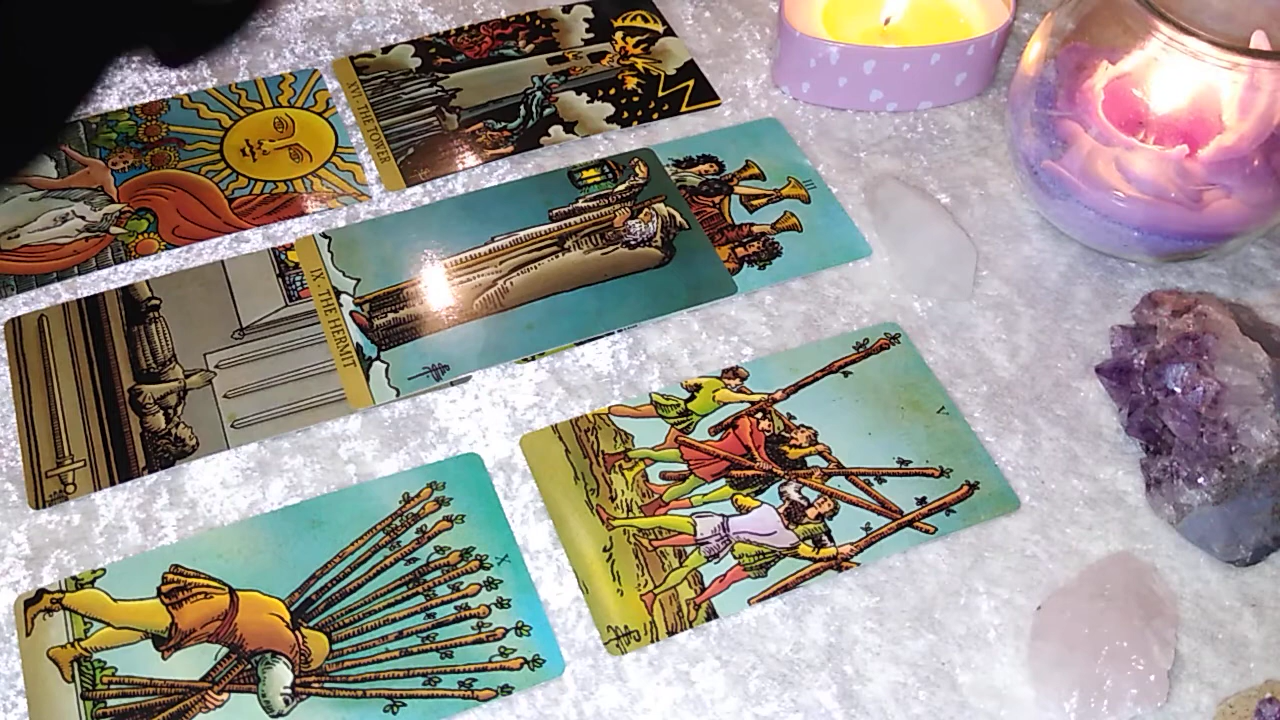 XVI · THE TOWER
III
IX · THE HERMIT
V
X